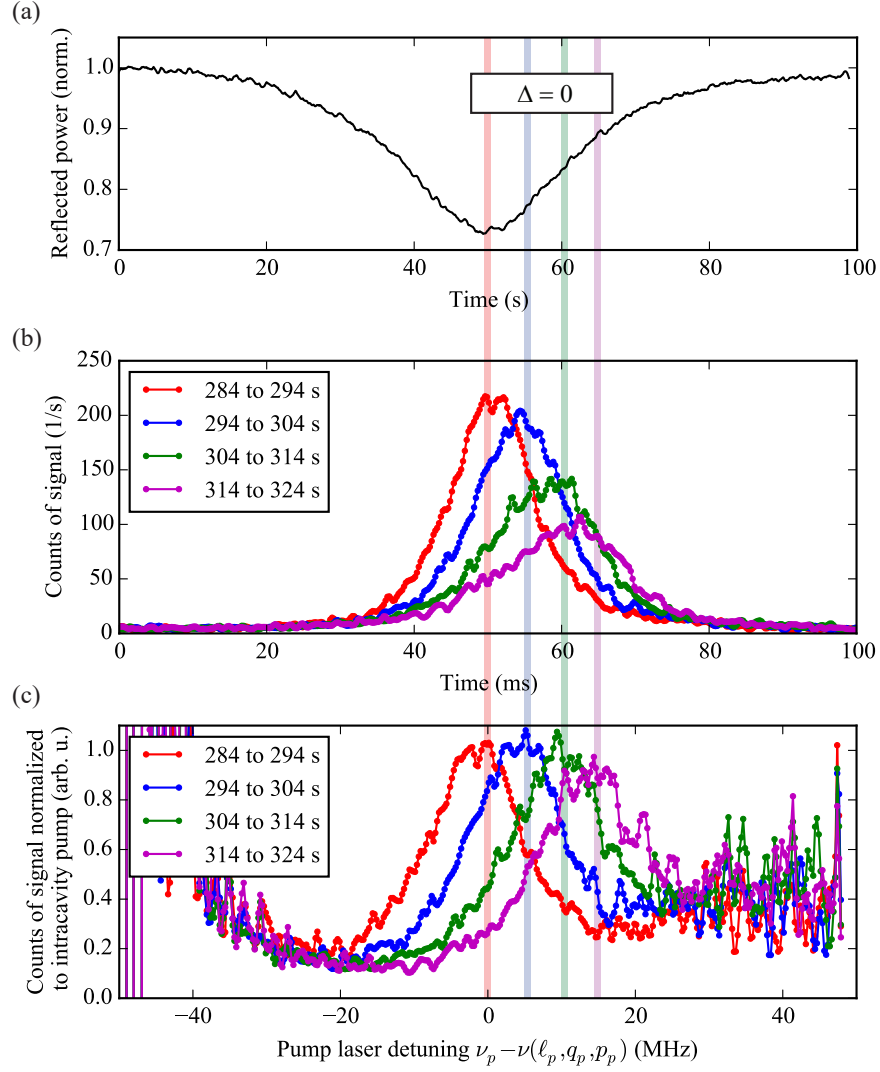 (a)
Reflected power (norm.)
1.0
0.9
0.8
0.7
Δ = 0
0 20 40 60 80 100
Time (s)
(b)
Counts of signal (1/s)
250
200
150
100
50
0
284 to 294 s
294 to 304 s
304 to 314 s
314 to 324 s
0 20 40 60 80 100
Time (ms)
(c)
Counts of signal normalized
to intracavity pump (arb. u.)
1.0
0.8
0.6
0.4
0.2
0.0
284 to 294 s
294 to 304 s
304 to 314 s
314 to 324 s
−40 −20 0 20 40
Pump laser detuning ν_p − ν(ℓ_p, q_p, p_p) (MHz)